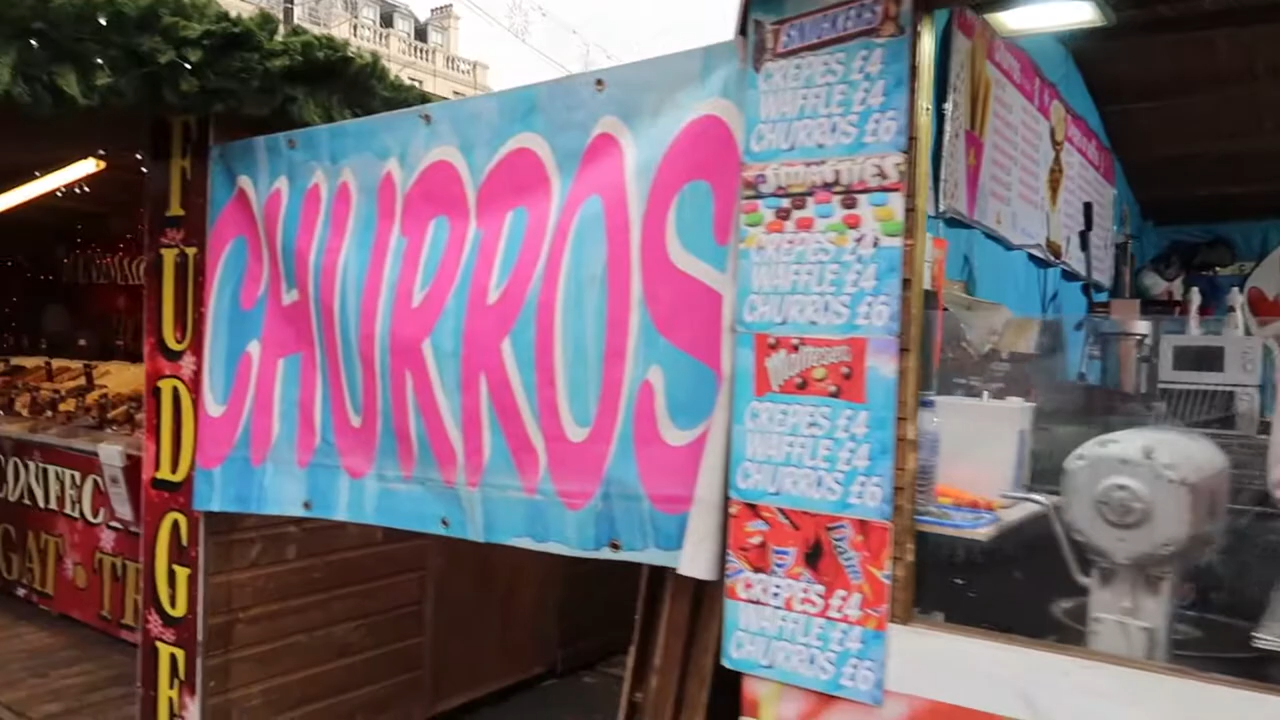 FUDGE
CONFEC
GAT • TR
CHURROS
SNICKERS
CREPES £4
WAFFLE £4
CHURROS £6
SMARTIES
CREPES £4
WAFFLE £4
CHURROS £6
Maltesers
CREPES £4
WAFFLE £4
CHURROS £6
Daim
CREPES £4
WAFFLE £4
CHURROS £6